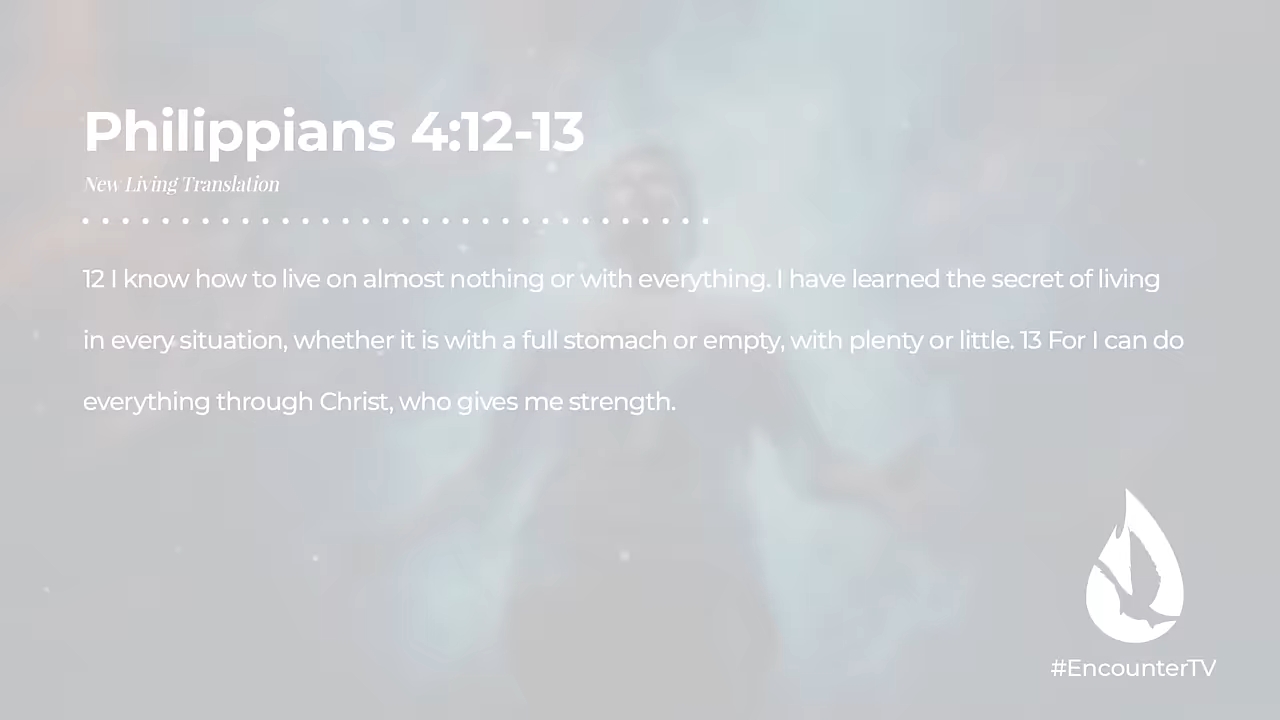 Philippians 4:12-13
New Living Translation
12 I know how to live on almost nothing or with everything. I have learned the secret of living
in every situation, whether it is with a full stomach or empty, with plenty or little. 13 For I can do
everything through Christ, who gives me strength.
#EncounterTV